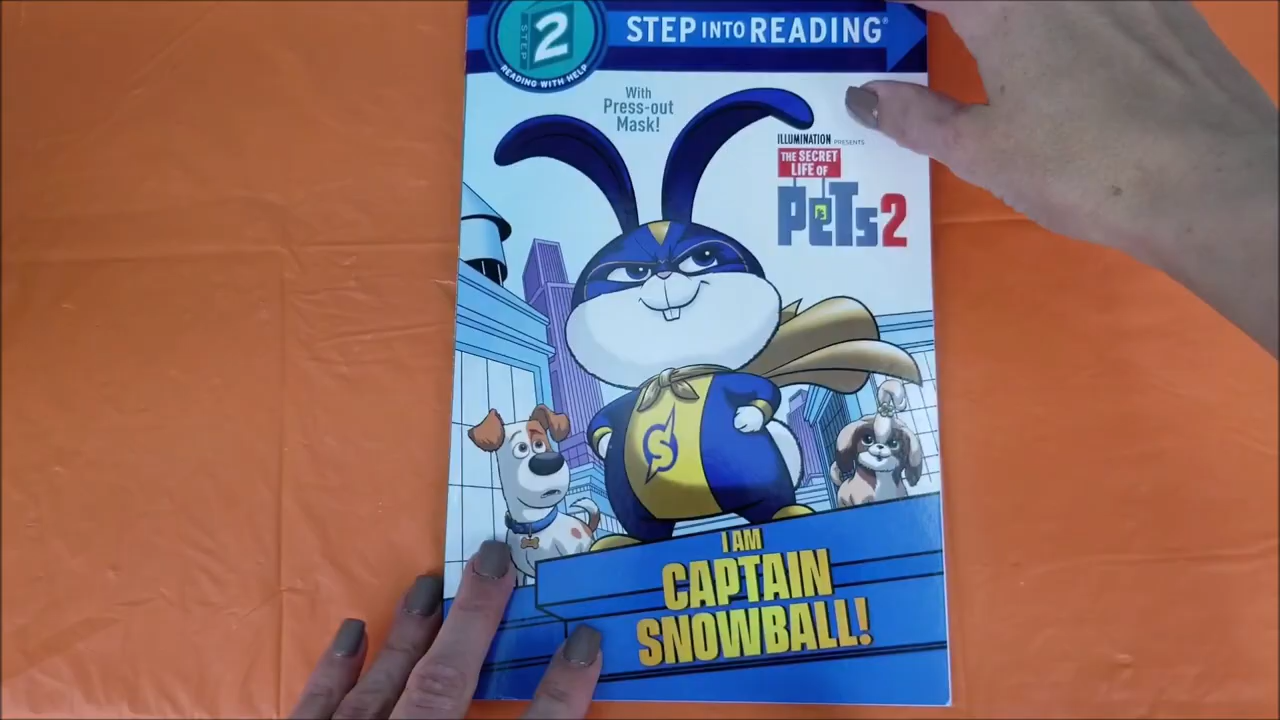 STEP 2
READING WITH HELP
STEP INTO READING®
With
Press-out
Mask!
ILLUMINATION PRESENTS
THE SECRET
LIFE OF
PETS 2
S
I AM
CAPTAIN
SNOWBALL!